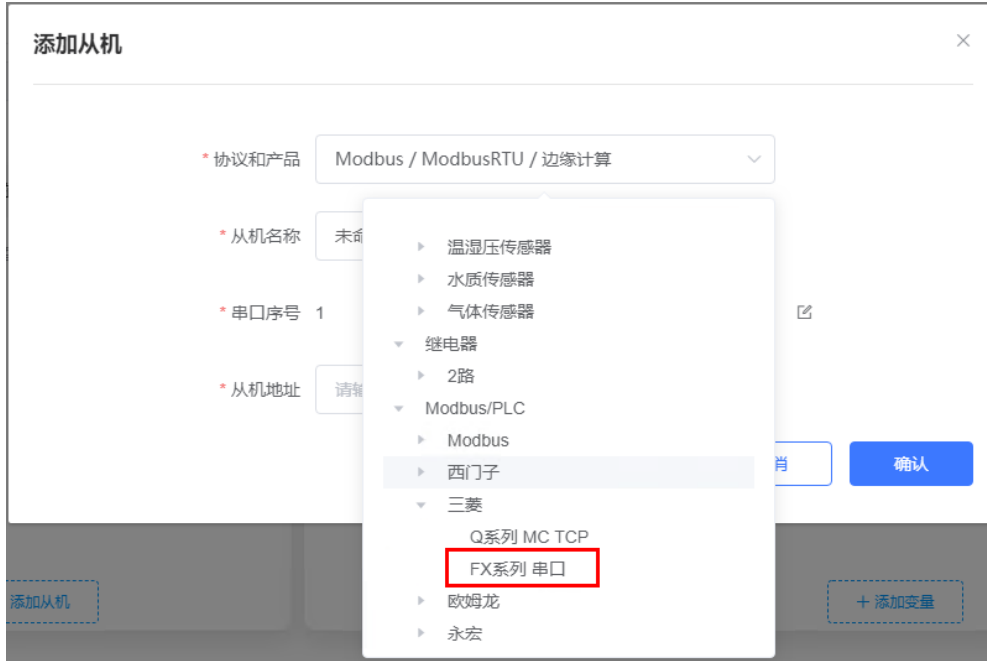 添加从机
* 协议和产品 Modbus / ModbusRTU / 边缘计算
* 从机名称 未
* 串口序号 1
* 从机地址 请
温湿压传感器
水质传感器
气体传感器
继电器
2路
Modbus/PLC
Modbus
西门子
三菱
Q系列 MC TCP
FX系列 串口
欧姆龙
永宏
确认
添加从机
+ 添加变量